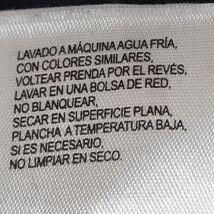 LAVADO A MÁQUINA AGUA FRÍA,
CON COLORES SIMILARES,
VOLTEAR PRENDA POR EL REVÉS,
LAVAR EN UNA BOLSA DE RED,
NO BLANQUEAR,
SECAR EN SUPERFICIE PLANA,
PLANCHA A TEMPERATURA BAJA,
SI ES NECESARIO,
NO LIMPIAR EN SECO.